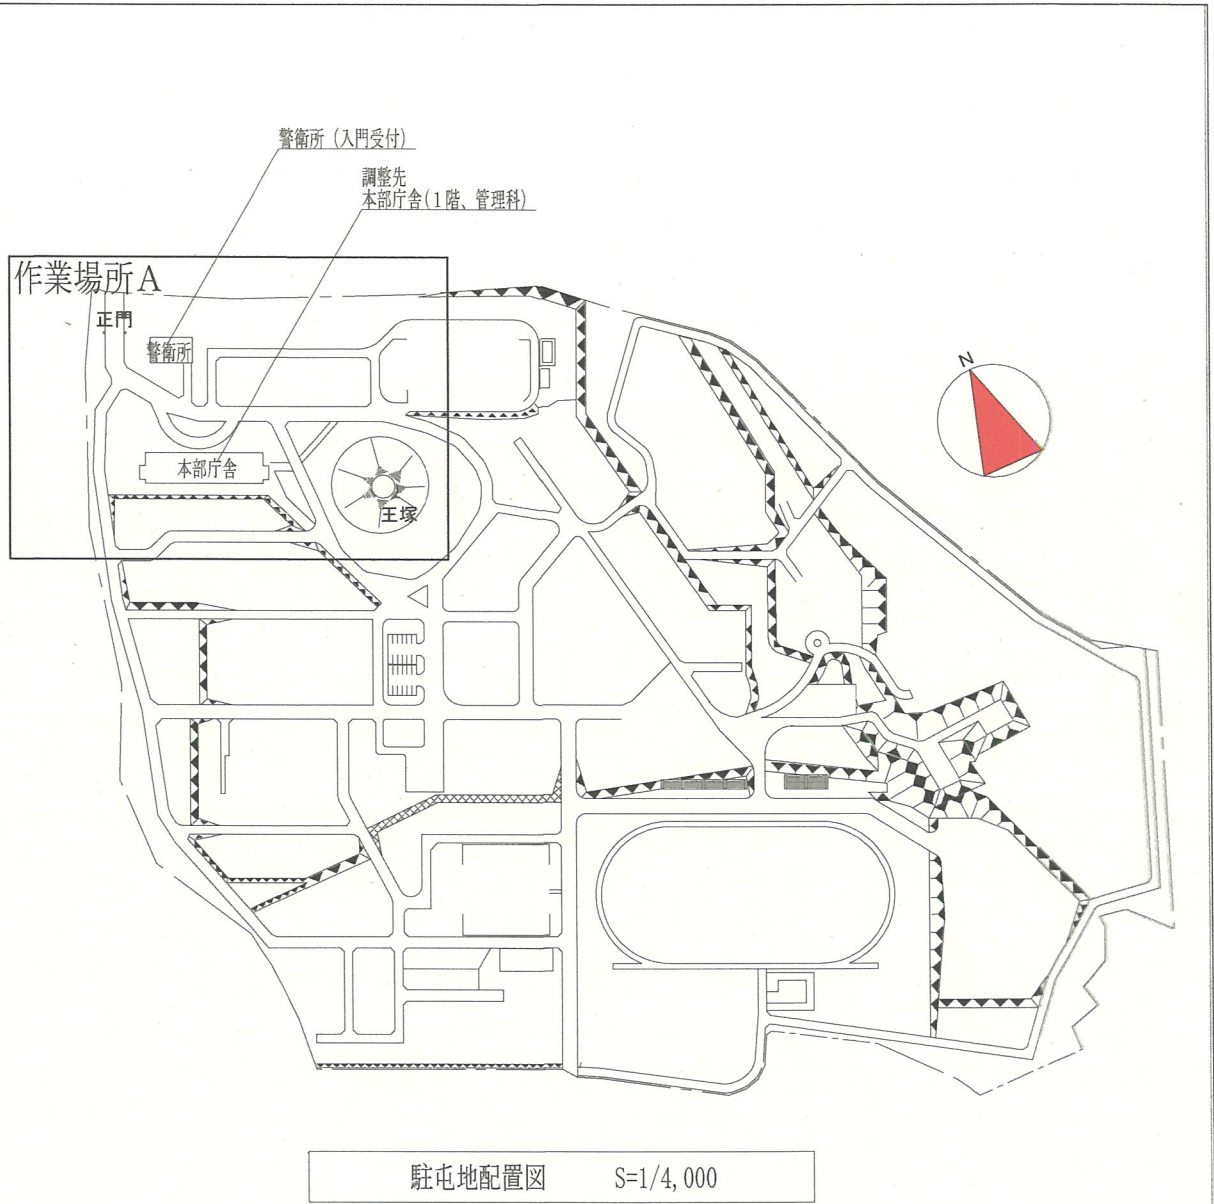 警衛所（入門受付）
調整先
本部庁舎(1階、管理科)
作業場所A
正門
警衛所
N
本部庁舎
王塚
駐屯地配置図 S=1/4,000